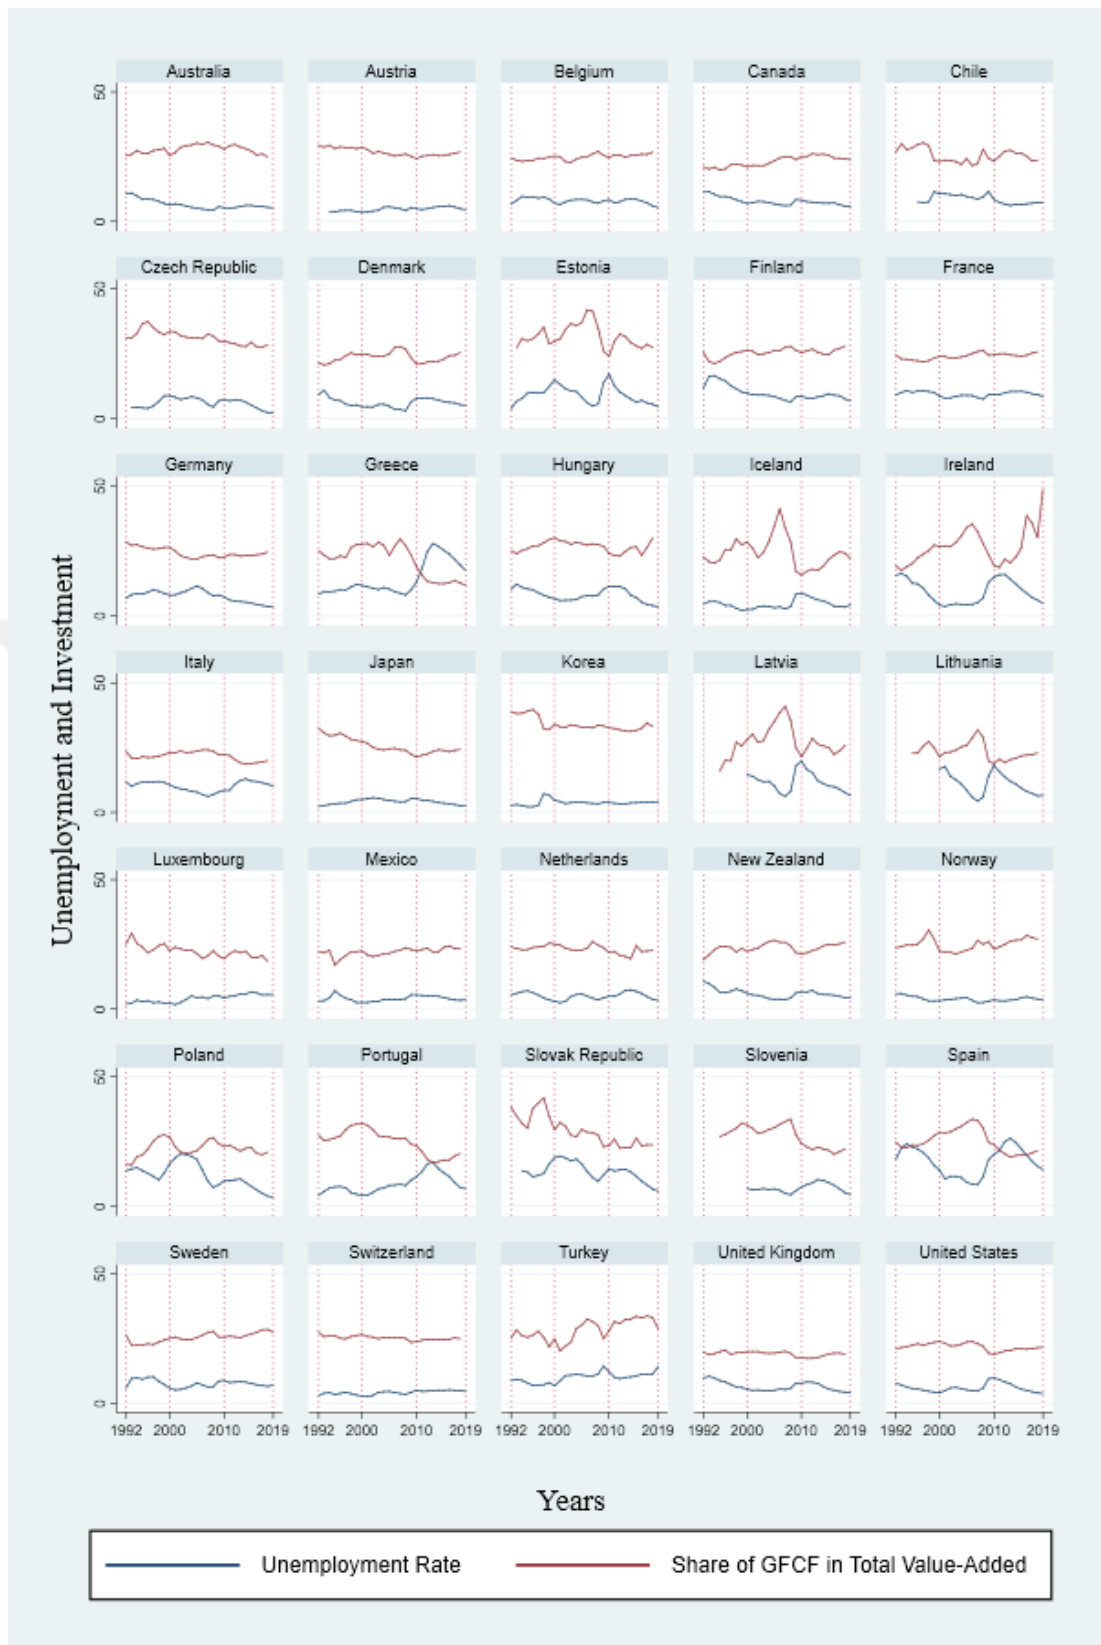 Australia
Austria
Belgium
Canada
Chile
50
0
Czech Republic
Denmark
Estonia
Finland
France
50
0
Germany
Greece
Hungary
Iceland
Ireland
50
0
Italy
Japan
Korea
Latvia
Lithuania
50
0
Luxembourg
Mexico
Netherlands
New Zealand
Norway
50
0
Poland
Portugal
Slovak Republic
Slovenia
Spain
50
0
Sweden
Switzerland
Turkey
United Kingdom
United States
50
0
1992 2000 2010 2019
1992 2000 2010 2019
1992 2000 2010 2019
1992 2000 2010 2019
1992 2000 2010 2019
Unemployment and Investment
Years
Unemployment Rate
Share of GFCF in Total Value-Added